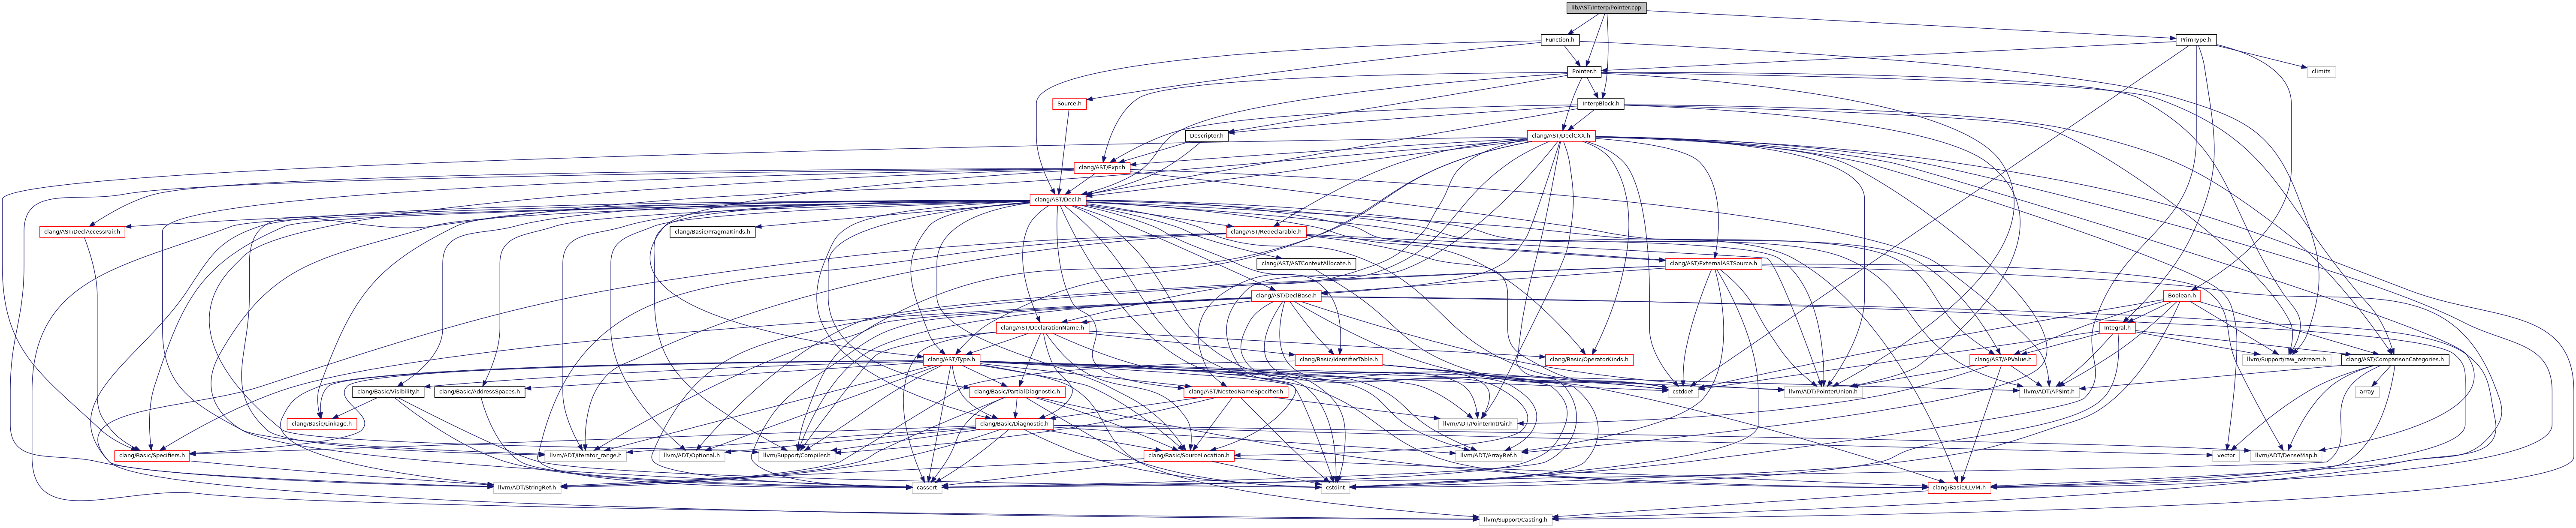 lib/AST/Interp/Pointer.cpp
Function.h
PrimType.h
Pointer.h
climits
Source.h
InterpBlock.h
Descriptor.h
clang/AST/DeclCXX.h
clang/AST/Expr.h
clang/AST/Decl.h
clang/AST/DeclAccessPair.h
clang/Basic/PragmaKinds.h
clang/AST/Redeclarable.h
clang/AST/ASTContextAllocate.h
clang/AST/ExternalASTSource.h
clang/AST/DeclBase.h
Boolean.h
clang/AST/DeclarationName.h
Integral.h
clang/AST/Type.h
clang/Basic/IdentifierTable.h
clang/Basic/OperatorKinds.h
clang/AST/APValue.h
llvm/Support/raw_ostream.h
clang/AST/ComparisonCategories.h
clang/Basic/Visibility.h
clang/Basic/AddressSpaces.h
clang/Basic/PartialDiagnostic.h
clang/AST/NestedNameSpecifier.h
cstddef
llvm/ADT/PointerUnion.h
llvm/ADT/APSInt.h
array
clang/Basic/Linkage.h
clang/Basic/Diagnostic.h
llvm/ADT/PointerIntPair.h
clang/Basic/Specifiers.h
llvm/ADT/iterator_range.h
llvm/ADT/Optional.h
llvm/Support/Compiler.h
clang/Basic/SourceLocation.h
llvm/ADT/ArrayRef.h
vector
llvm/ADT/DenseMap.h
llvm/ADT/StringRef.h
cassert
cstdint
clang/Basic/LLVM.h
llvm/Support/Casting.h